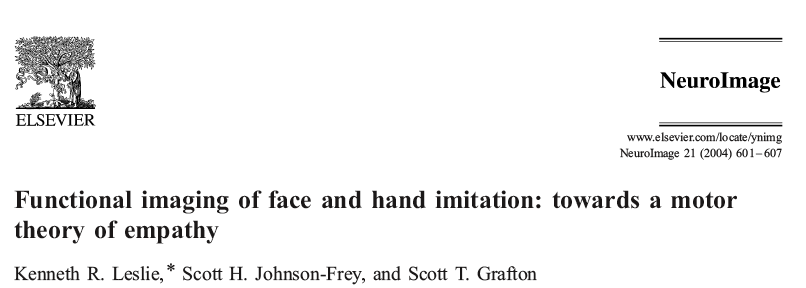 ELSEVIER
NeuroImage
www.elsevier.com/locate/ynimg
NeuroImage 21 (2004) 601–607
Functional imaging of face and hand imitation: towards a motor
theory of empathy
Kenneth R. Leslie,* Scott H. Johnson-Frey, and Scott T. Grafton